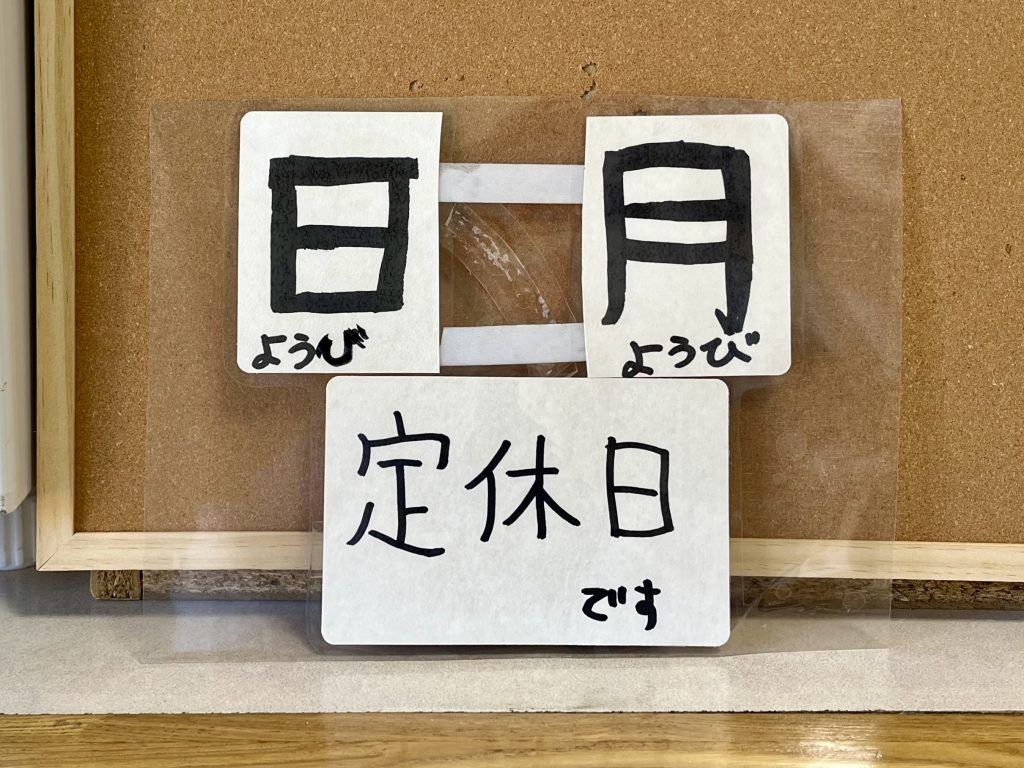 日 月
ようび ようび
定休日
です